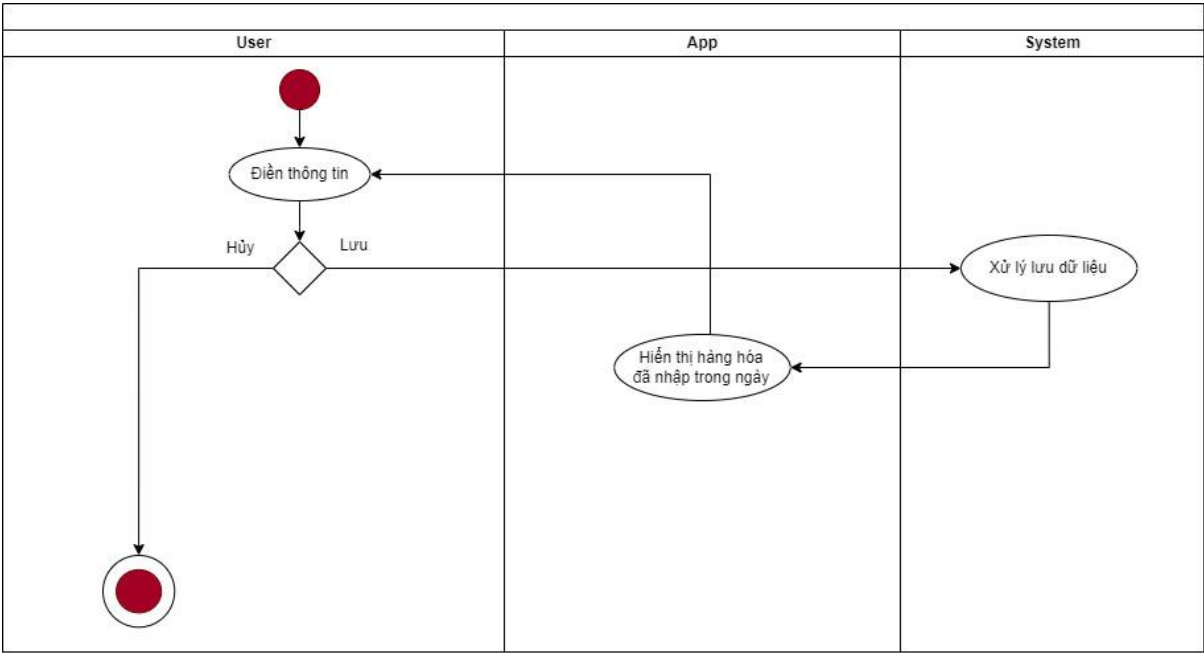 User
App
System
Điền thông tin
Hủy
Lưu
Xử lý lưu dữ liệu
Hiển thị hàng hóa
đã nhập trong ngày